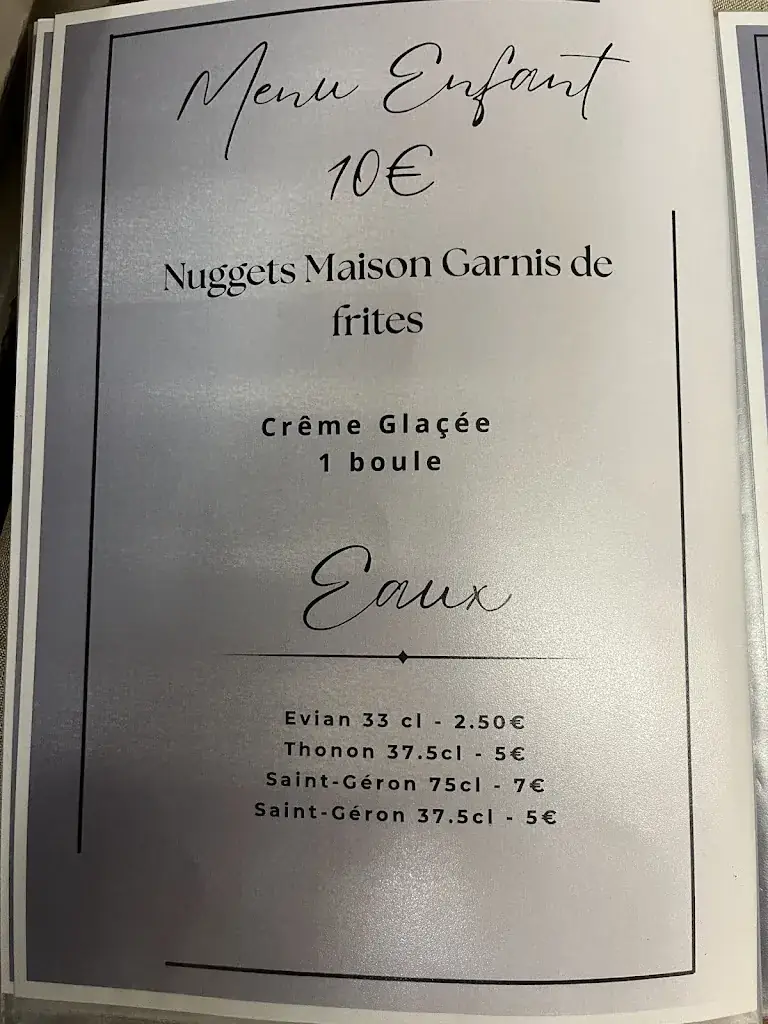 Menu Enfant
10€
Nuggets Maison Garnis de
frites
Crême Glaçée
1 boule
Eaux
Evian 33 cl - 2.50€
Thonon 37.5cl - 5€
Saint-Géron 75cl - 7€
Saint-Géron 37.5cl - 5€